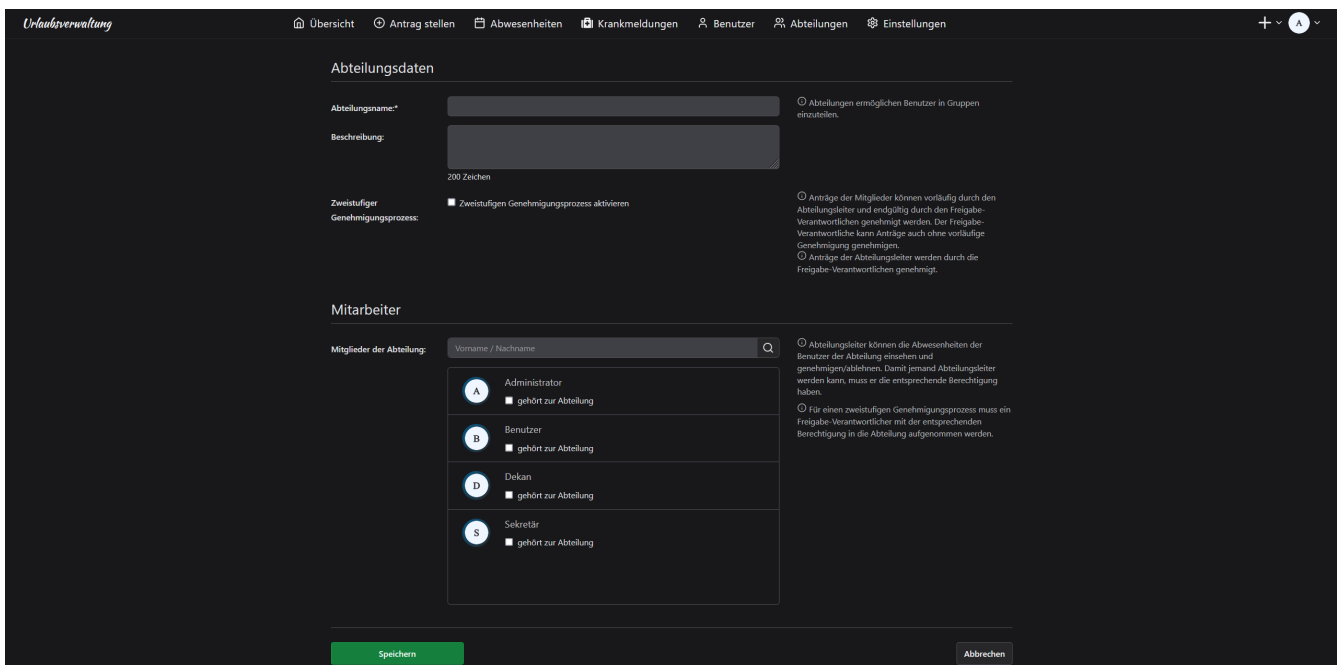 Urlaubsverwaltung
Übersicht Antrag stellen Abwesenheiten Krankmeldungen Benutzer Abteilungen Einstellungen
A
Abteilungsdaten
Abteilungsname:*
Abteilungen ermöglichen Benutzer in Gruppen
einzuteilen.
Beschreibung:
200 Zeichen
Zweistufiger
Genehmigungsprozess:
Zweistufigen Genehmigungsprozess aktivieren
Anträge der Mitglieder können vorläufig durch den
Abteilungsleiter und endgültig durch den Freigabe-
Verantwortlichen genehmigt werden. Der Freigabe-
Verantwortliche kann Anträge auch ohne vorläufige
Genehmigung genehmigen.
Anträge der Abteilungsleiter werden durch die
Freigabe-Verantwortlichen genehmigt.
Mitarbeiter
Mitglieder der Abteilung:
Vorname / Nachname
A
Administrator
gehört zur Abteilung
B
Benutzer
gehört zur Abteilung
D
Dekan
gehört zur Abteilung
S
Sekretär
gehört zur Abteilung
Abteilungsleiter können die Abwesenheiten der
Benutzer der Abteilung einsehen und
genehmigen/ablehnen. Damit jemand Abteilungsleiter
werden kann, muss er die entsprechende Berechtigung
haben.
Für einen zweistufigen Genehmigungsprozess muss ein
Freigabe-Verantwortlicher mit der entsprechenden
Berechtigung in die Abteilung aufgenommen werden.
Speichern
Abbrechen